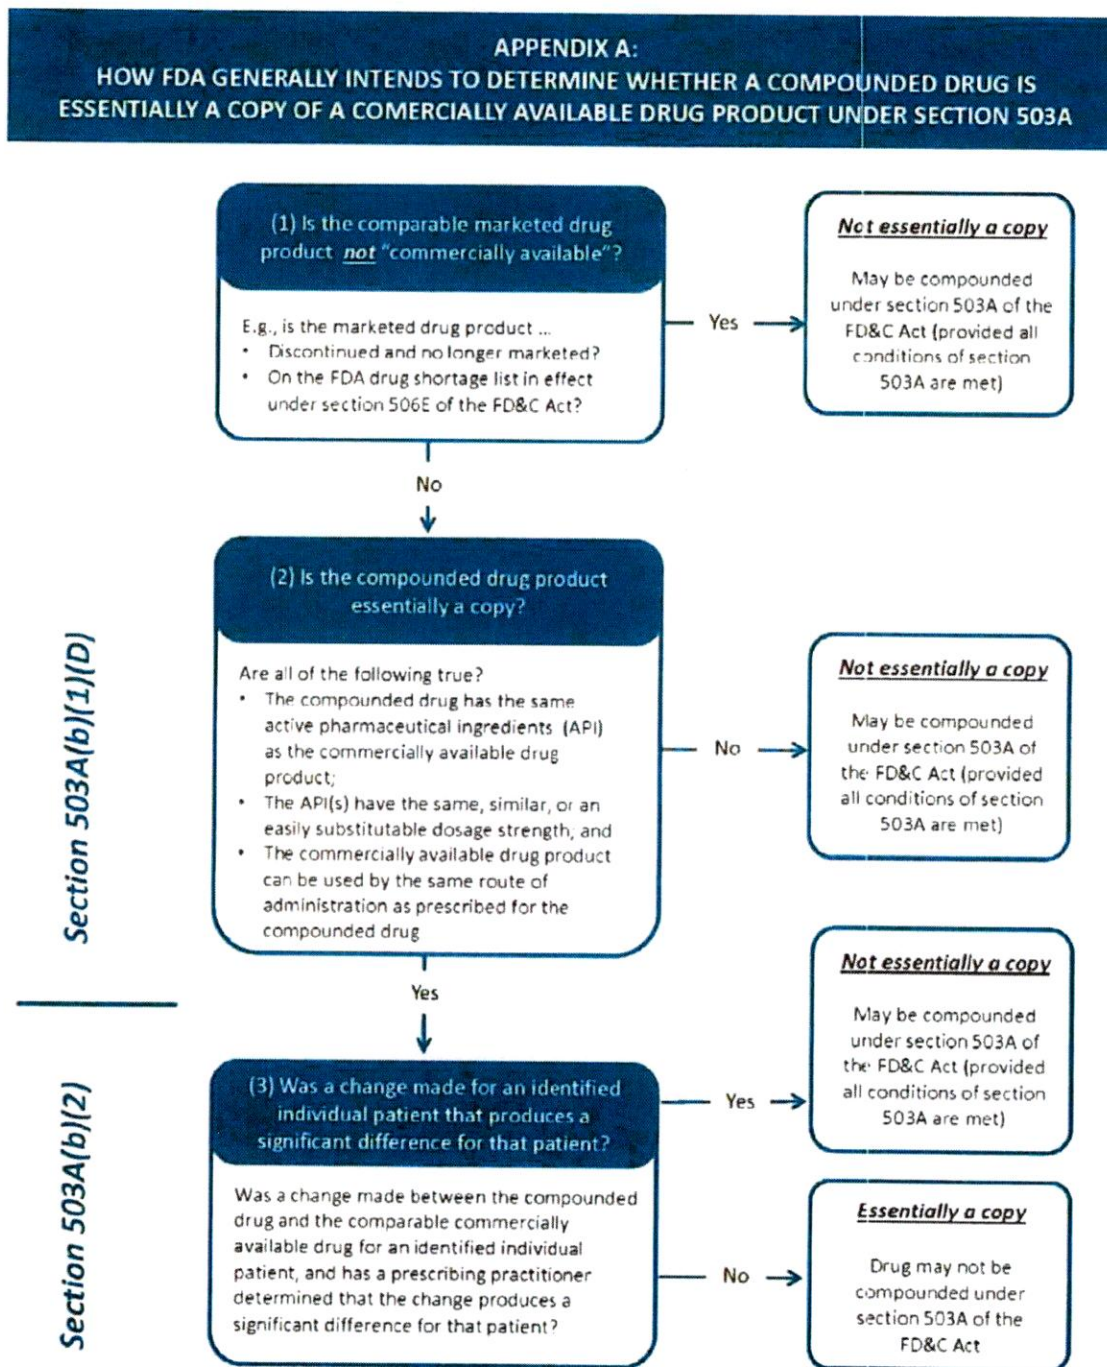 APPENDIX A:
HOW FDA GENERALLY INTENDS TO DETERMINE WHETHER A COMPOUNDED DRUG IS
ESSENTIALLY A COPY OF A COMERCIALLY AVAILABLE DRUG PRODUCT UNDER SECTION 503A
(1) Is the comparable marketed drug
product not "commercially available"?
E.g., is the marketed drug product ...
• Discontinued and no longer marketed?
• On the FDA drug shortage list in effect
under section 506E of the FD&C Act?
Yes
Not essentially a copy
May be compounded
under section 503A of the
FD&C Act (provided all
conditions of section
503A are met)
No
Section 503A(b)(1)(D)
(2) Is the compounded drug product
essentially a copy?
Are all of the following true?
• The compounded drug has the same
active pharmaceutical ingredients (API)
as the commercially available drug
product;
• The API(s) have the same, similar, or an
easily substitutable dosage strength, and
• The commercially available drug product
can be used by the same route of
administration as prescribed for the
compounded drug
No
Not essentially a copy
May be compounded
under section 503A of
the FD&C Act (provided
all conditions of section
503A are met)
Yes
Section 503A(b)(2)
(3) Was a change made for an identified
individual patient that produces a
significant difference for that patient?
Was a change made between the compounded
drug and the comparable commercially
available drug for an identified individual
patient, and has a prescribing practitioner
determined that the change produces a
significant difference for that patient?
Yes
Not essentially a copy
May be compounded
under section 503A of
the FD&C Act (provided
all conditions of section
503A are met)
No
Essentially a copy
Drug may not be
compounded under
section 503A of the
FD&C Act